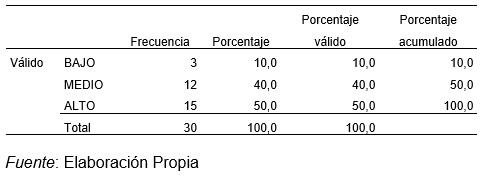 Porcentaje Porcentaje
Frecuencia Porcentaje válido acumulado
Válido BAJO 3 10,0 10,0 10,0
MEDIO 12 40,0 40,0 50,0
ALTO 15 50,0 50,0 100,0
Total 30 100,0 100,0
Fuente: Elaboración Propia